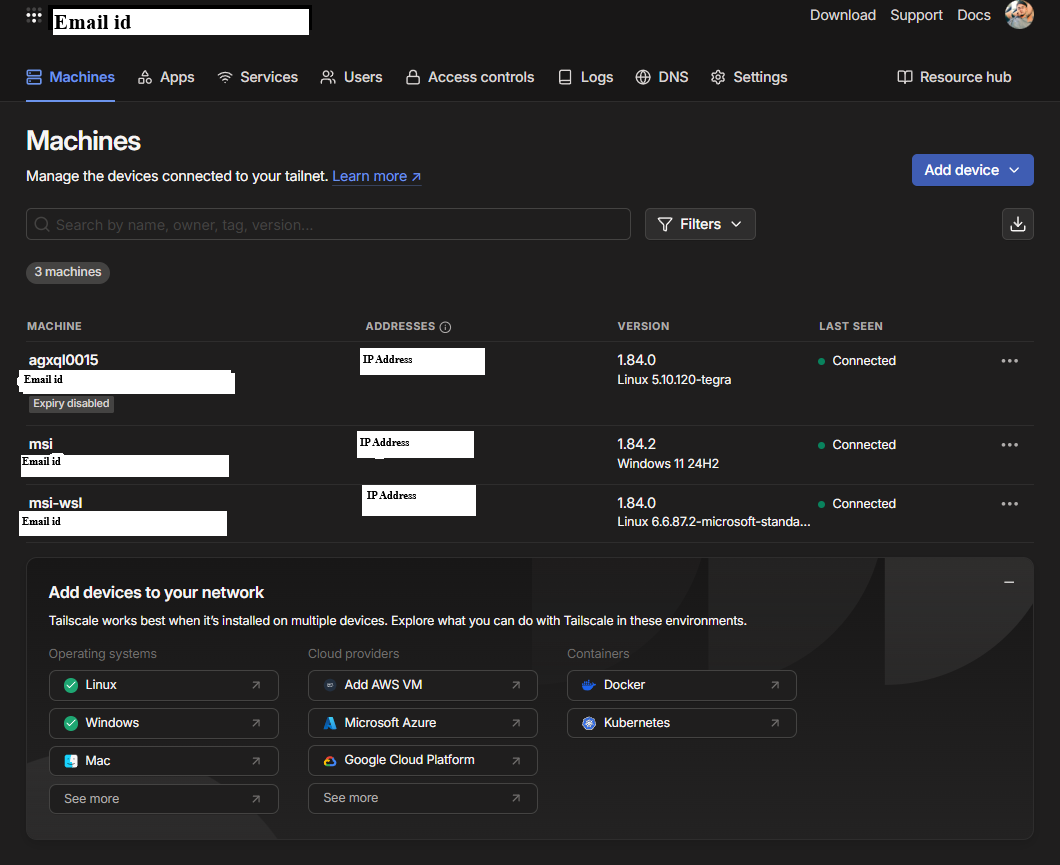 Email id
Download Support Docs
Machines Apps Services Users Access controls Logs DNS Settings Resource hub
Machines
Manage the devices connected to your tailnet. Learn more ↗
Add device
Search by name, owner, tag, version...
Filters
3 machines
MACHINE ADDRESSES VERSION LAST SEEN
agxql0015 IP Address 1.84.0 Connected
Email id Linux 5.10.120-tegra
Expiry disabled
msi IP Address 1.84.2 Connected
Email id Windows 11 24H2
msi-wsl IP Address 1.84.0 Connected
Email id Linux 6.6.87.2-microsoft-standa...
Add devices to your network
Tailscale works best when it's installed on multiple devices. Explore what you can do with Tailscale in these environments.
Operating systems Cloud providers Containers
Linux Add AWS VM Docker
Windows Microsoft Azure Kubernetes
Mac Google Cloud Platform
See more See more